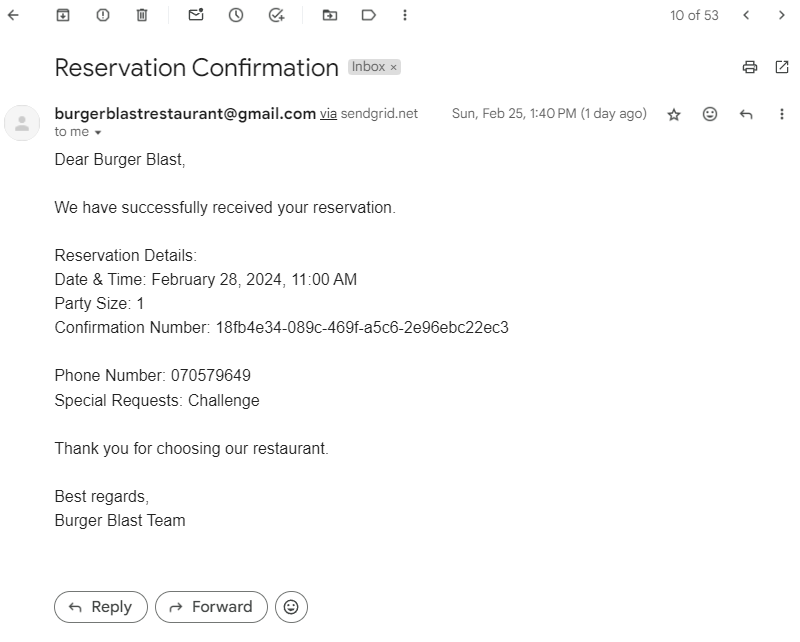 10 of 53
Reservation Confirmation Inbox ×
burgerblastrestaurant@gmail.com via sendgrid.net Sun, Feb 25, 1:40 PM (1 day ago)
to me
Dear Burger Blast,
We have successfully received your reservation.
Reservation Details:
Date & Time: February 28, 2024, 11:00 AM
Party Size: 1
Confirmation Number: 18fb4e34-089c-469f-a5c6-2e96ebc22ec3
Phone Number: 070579649
Special Requests: Challenge
Thank you for choosing our restaurant.
Best regards,
Burger Blast Team
Reply Forward